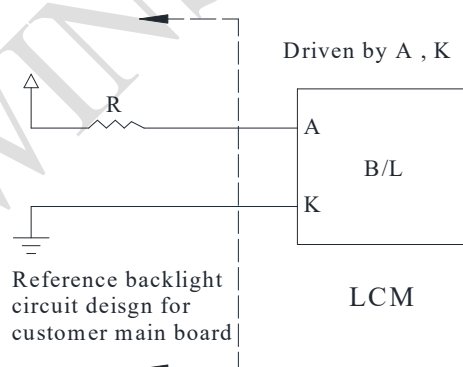 Driven by A , K
R
A
B/L
K
Reference backlight
circuit deisgn for
customer main board
LCM